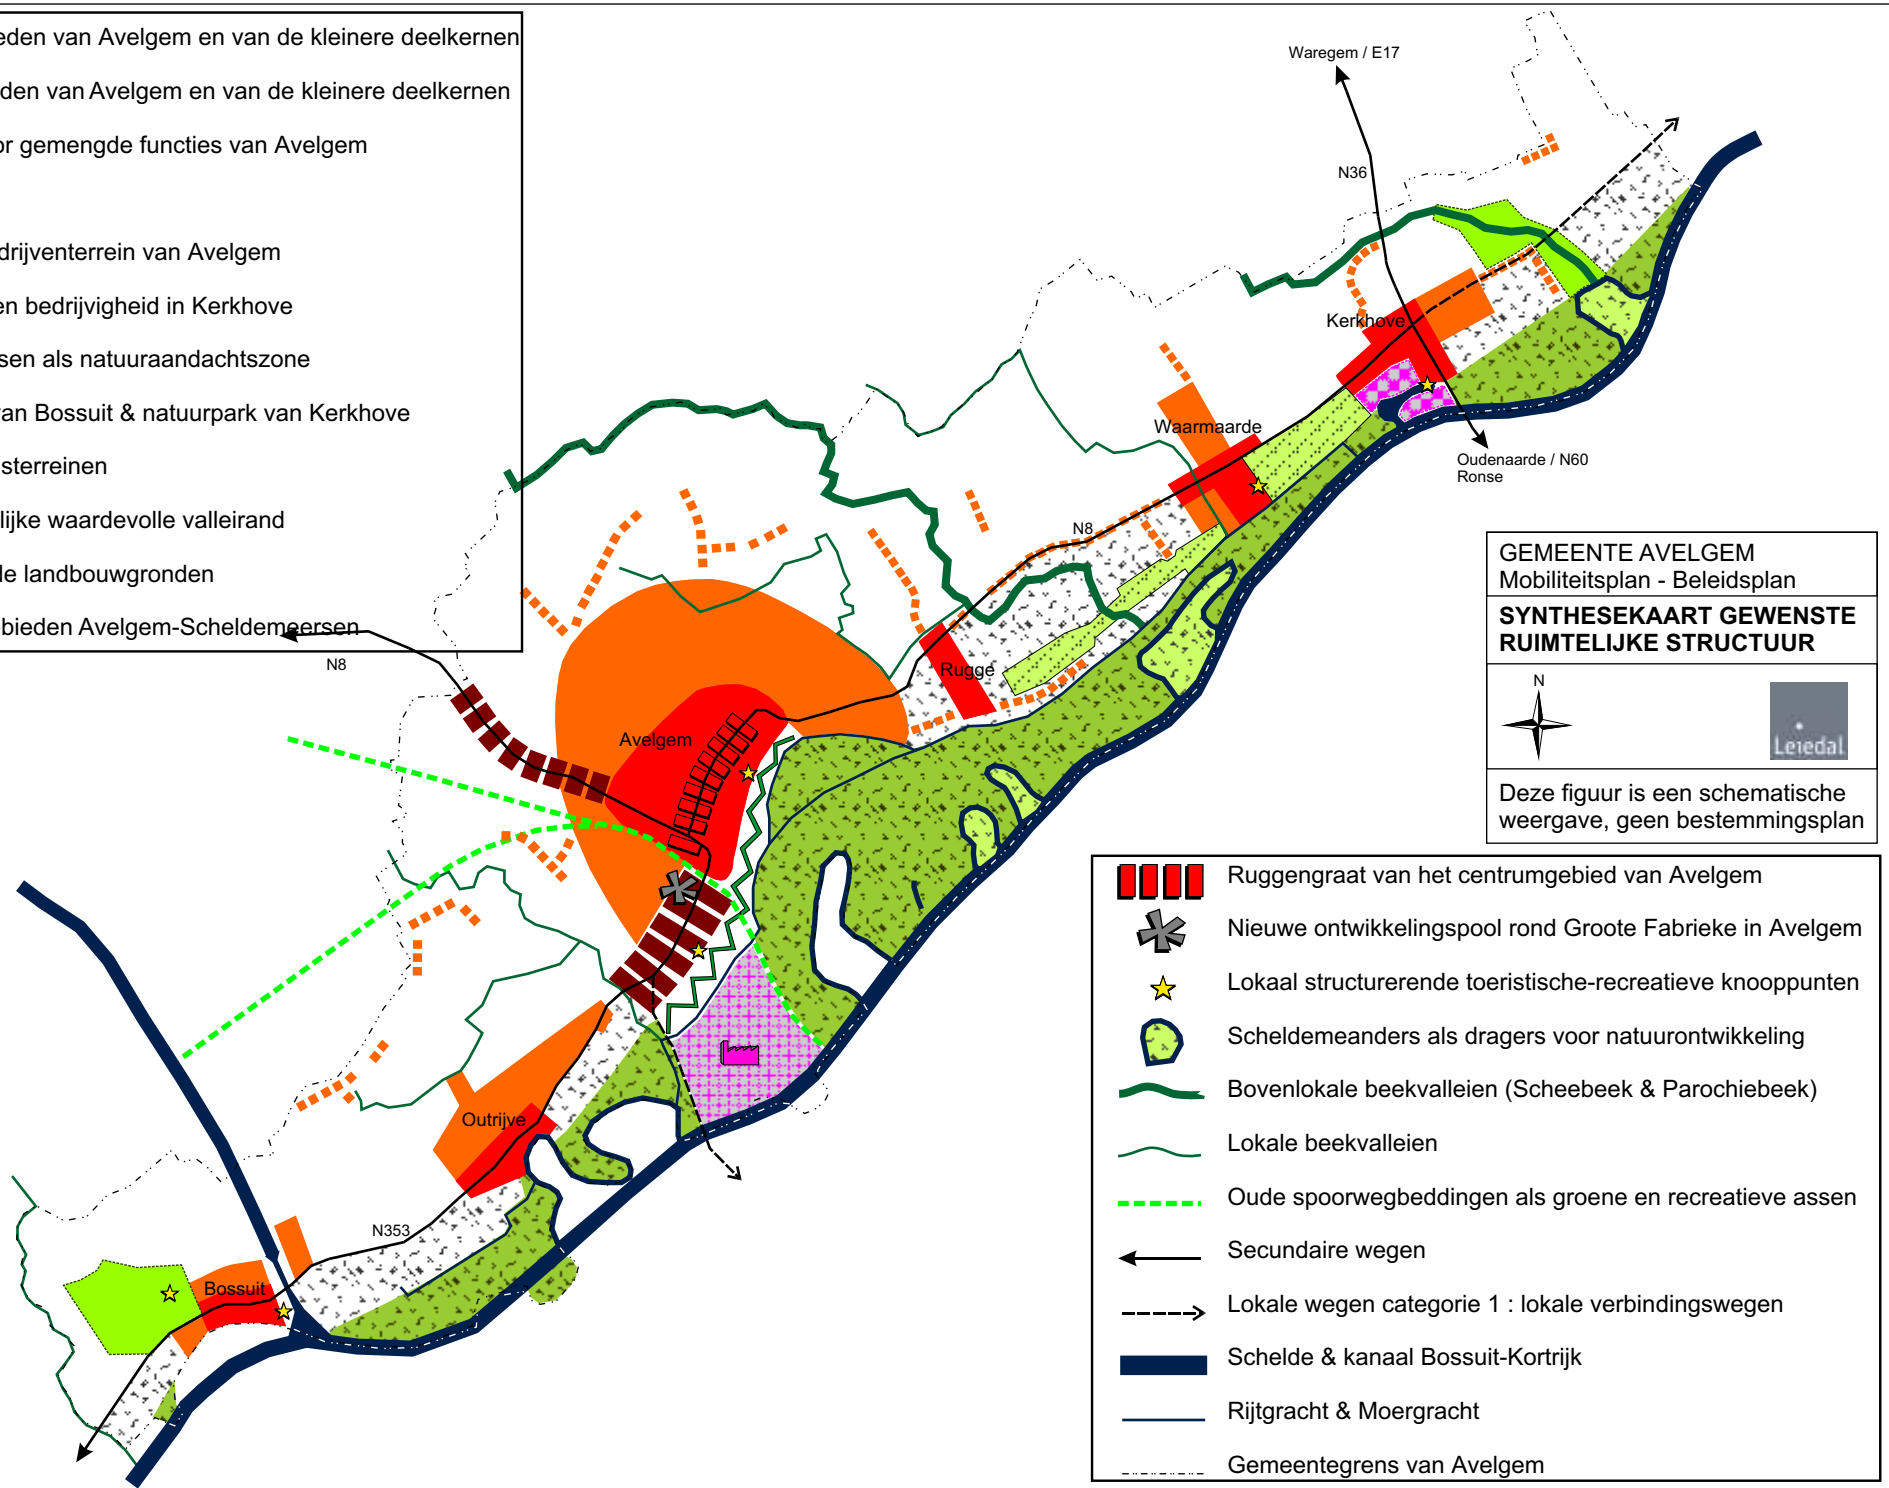 eden van Avelgem en van de kleinere deelkernen
den van Avelgem en van de kleinere deelkernen
or gemengde functies van Avelgem
drijventerrein van Avelgem
en bedrijvigheid in Kerkhove
sen als natuuraandachtszone
van Bossuit & natuurpark van Kerkhove
sterreinen
lijke waardevolle valleirand
de landbouwgronden
ebieden Avelgem-Scheldemeersen
Waregem / E17
N36
Kerkhove
Waarmaarde
Oudenaarde / N60
Ronse
N8
N8
Rugge
Avelgem
Outrijve
N353
Bossuit
GEMEENTE AVELGEM
Mobiliteitsplan - Beleidsplan
SYNTHESEKAART GEWENSTE
RUIMTELIJKE STRUCTUUR
N
Leiedal
Deze figuur is een schematische
weergave, geen bestemmingsplan
Ruggengraat van het centrumgebied van Avelgem
Nieuwe ontwikkelingspool rond Groote Fabrieke in Avelgem
Lokaal structurerende toeristische-recreatieve knooppunten
Scheldemeanders als dragers voor natuurontwikkeling
Bovenlokale beekvalleien (Scheebeek & Parochiebeek)
Lokale beekvalleien
Oude spoorwegbeddingen als groene en recreatieve assen
Secundaire wegen
Lokale wegen categorie 1 : lokale verbindingswegen
Schelde & kanaal Bossuit-Kortrijk
Rijtgracht & Moergracht
Gemeentegrens van Avelgem